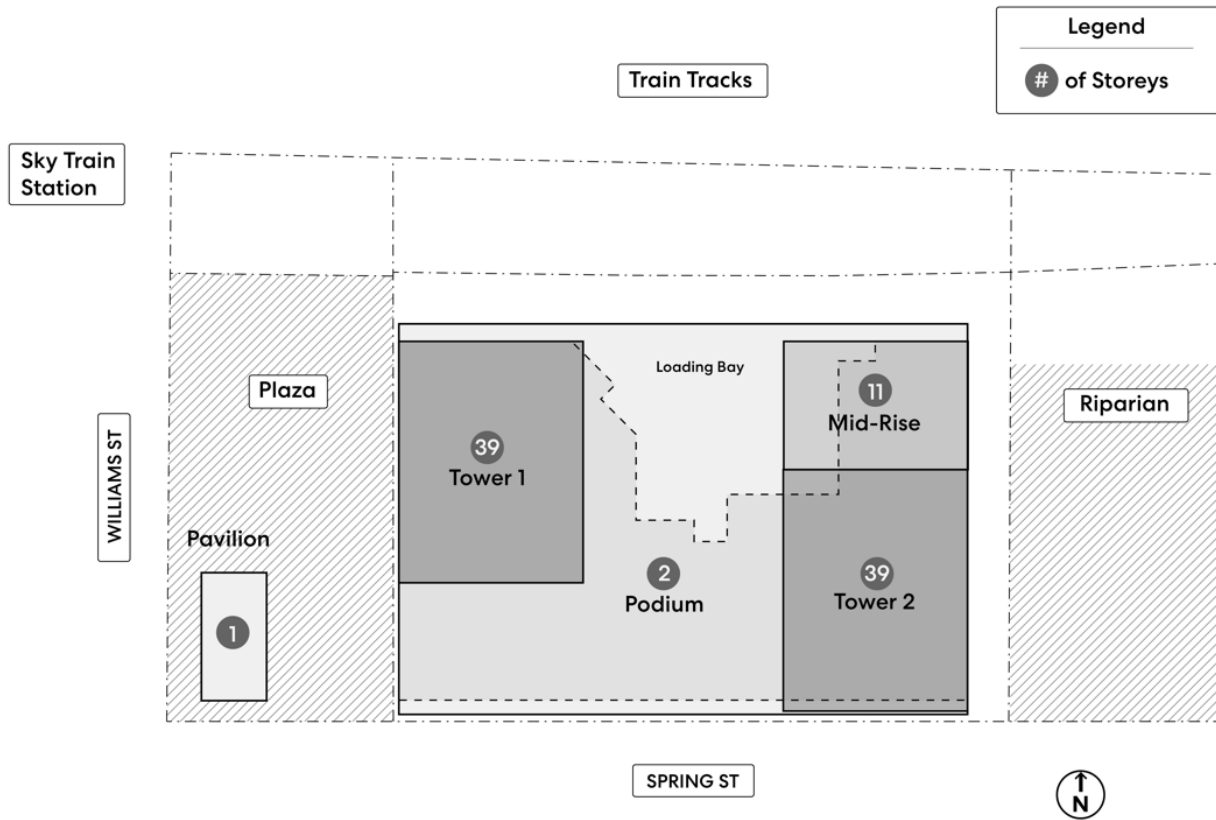 Legend
# of Storeys
Train Tracks
Sky Train
Station
Loading Bay
Plaza
11
Mid-Rise
Riparian
39
Tower 1
WILLIAMS ST
Pavilion
1
2
Podium
39
Tower 2
SPRING ST
N